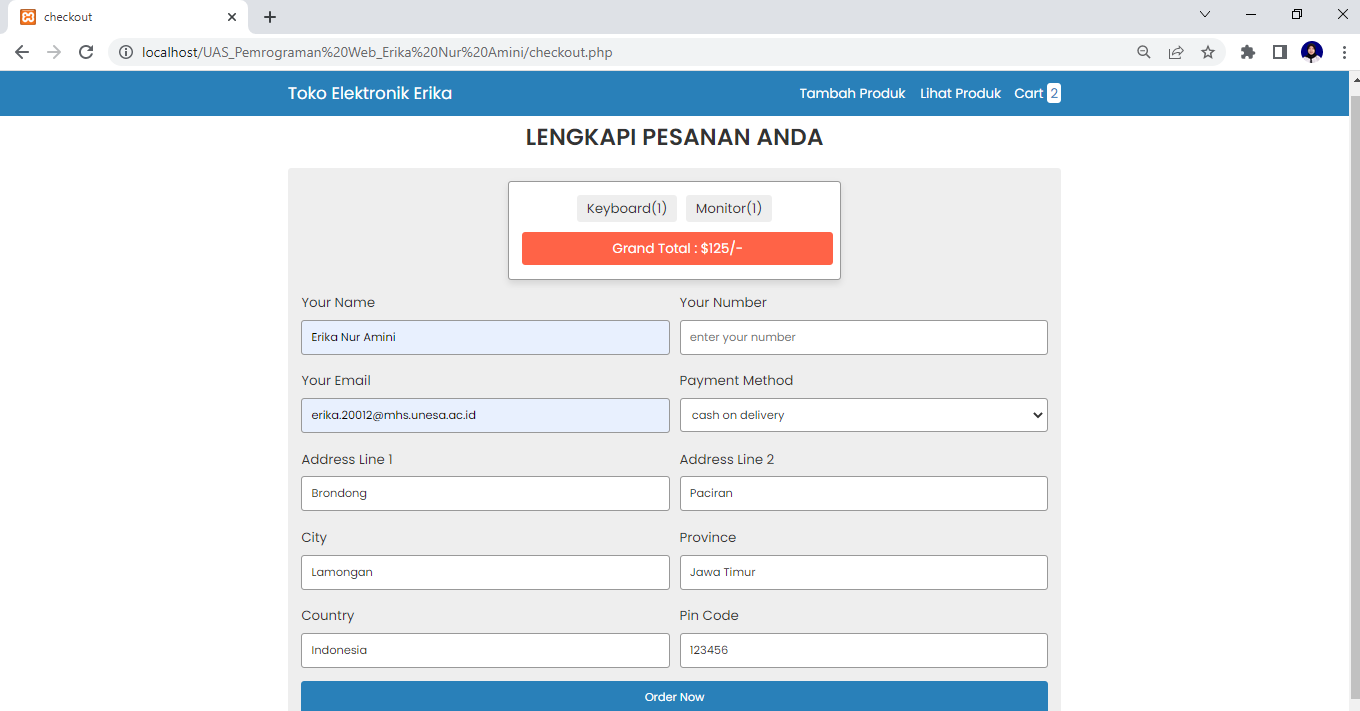 checkout
localhost/UAS_Pemrograman%20Web_Erika%20Nur%20Amini/checkout.php
Toko Elektronik Erika
Tambah Produk Lihat Produk Cart 2
LENGKAPI PESANAN ANDA
Keyboard(1) Monitor(1)
Grand Total : $125/-
Your Name Your Number
Erika Nur Amini enter your number
Your Email Payment Method
erika.20012@mhs.unesa.ac.id cash on delivery
Address Line 1 Address Line 2
Brondong Paciran
City Province
Lamongan Jawa Timur
Country Pin Code
Indonesia 123456
Order Now